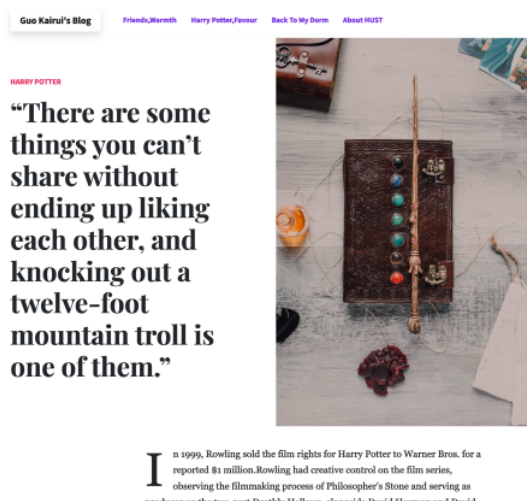 Guo Kairui's Blog
Friends,Warmth
Harry Potter,Favour
Back To My Dorm
About HUST
HARRY POTTER
“There are some
things you can’t
share without
ending up liking
each other, and
knocking out a
twelve-foot
mountain troll is
one of them.”
In 1999, Rowling sold the film rights for Harry Potter to Warner Bros. for a
reported $1 million.Rowling had creative control on the film series,
observing the filmmaking process of Philosopher’s Stone and serving as